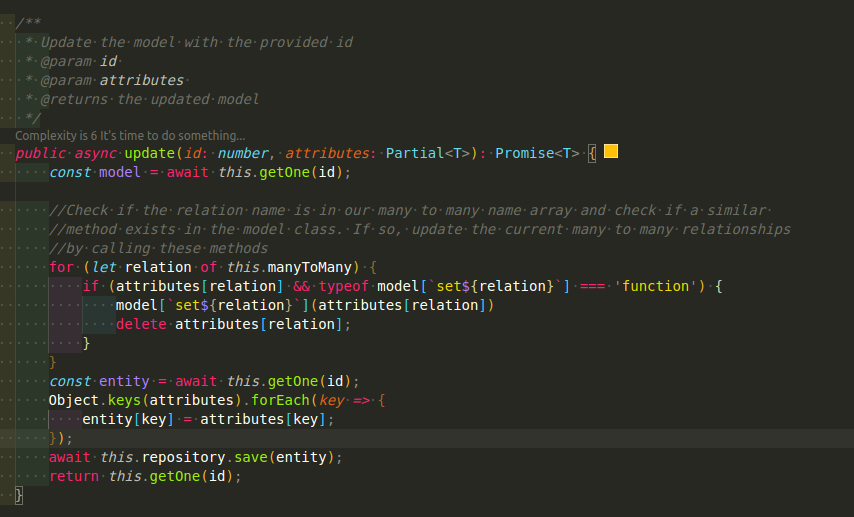 /**
 * Update the model with the provided id
 * @param id
 * @param attributes
 * @returns the updated model
 */
Complexity is 6 It's time to do something...
public async update(id: number, attributes: Partial<T>): Promise<T> {
    const model = await this.getOne(id);

    //Check if the relation name is in our many to many name array and check if a similar
    //method exists in the model class. If so, update the current many to many relationships
    //by calling these methods
    for (let relation of this.manyToMany) {
        if (attributes[relation] && typeof model[`set${relation}`] === 'function') {
            model[`set${relation}`](attributes[relation])
            delete attributes[relation];
        }
    }
    const entity = await this.getOne(id);
    Object.keys(attributes).forEach(key => {
        entity[key] = attributes[key];
    });
    await this.repository.save(entity);
    return this.getOne(id);
}